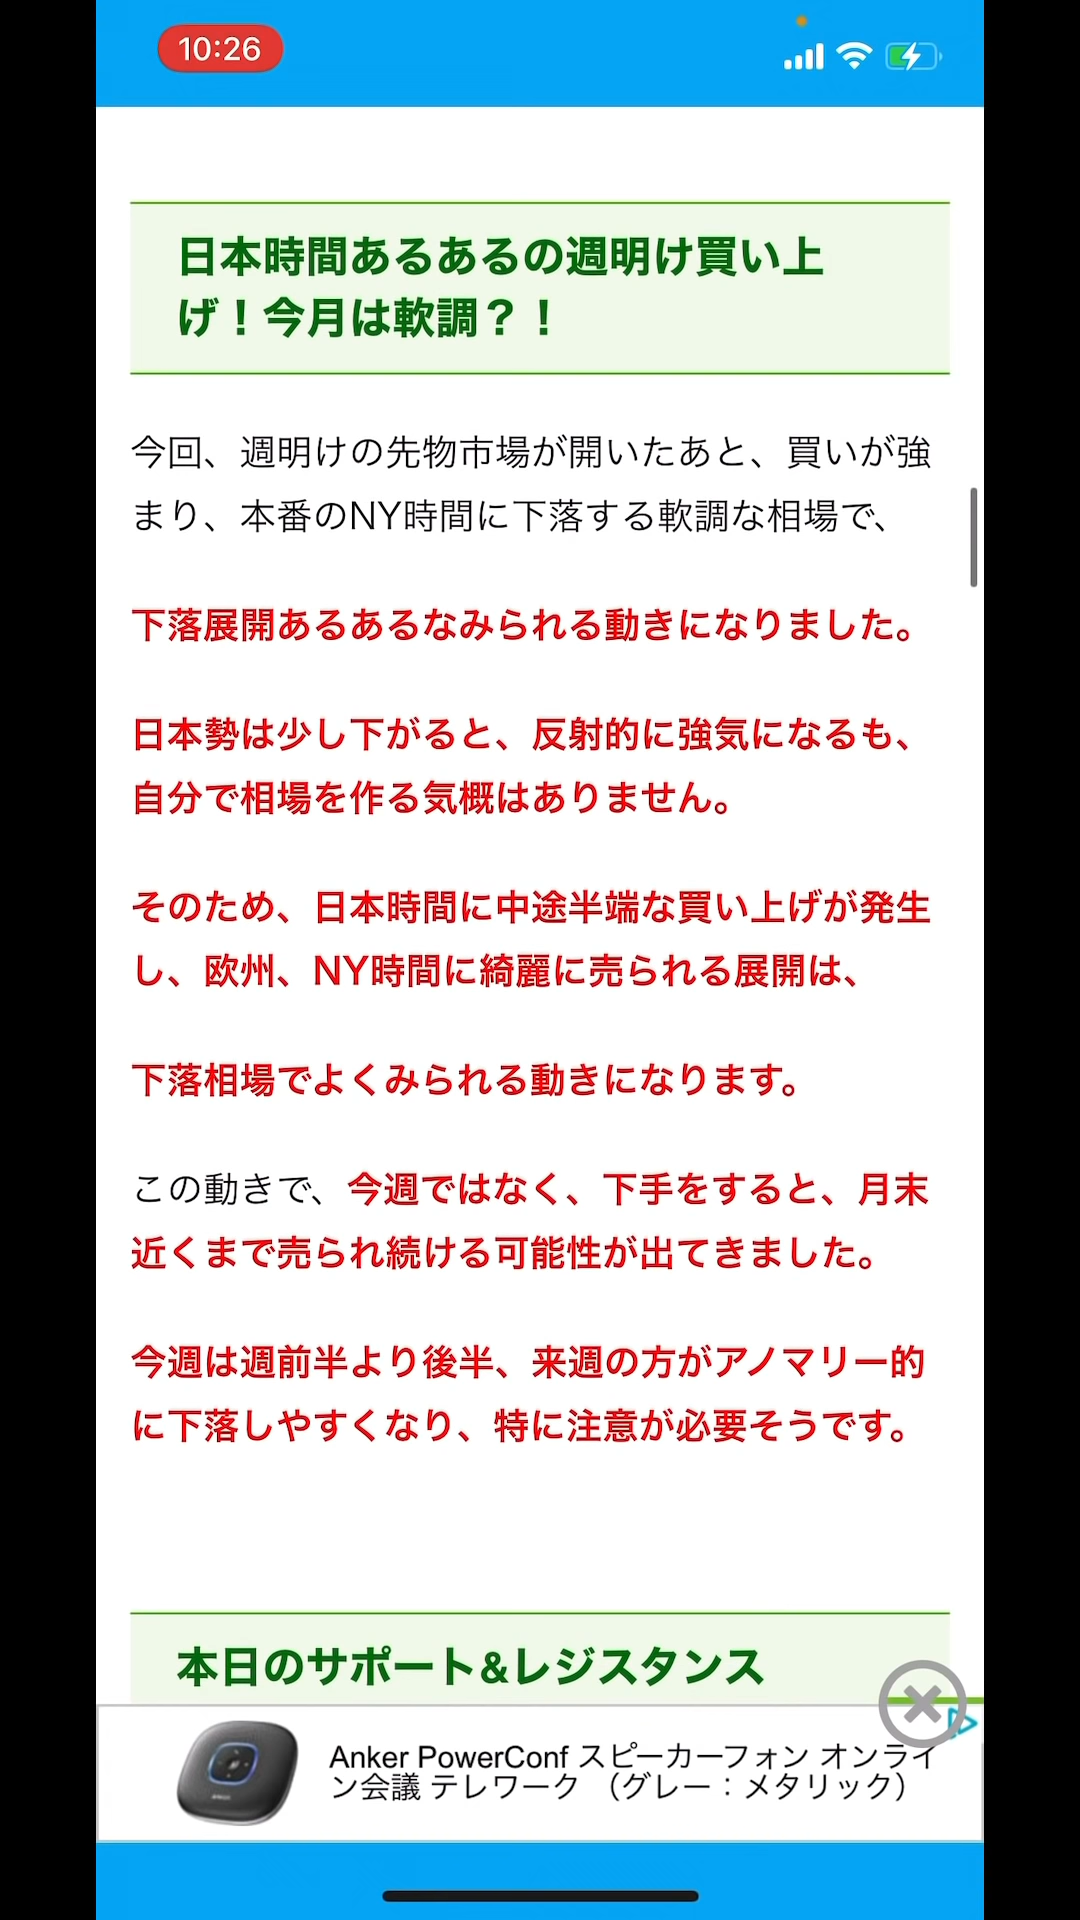 10:26
日本時間あるあるの週明け買い上
げ！今月は軟調？！
今回、週明けの先物市場が開いたあと、買いが強
まり、本番のNY時間に下落する軟調な相場で、
下落展開あるあるなみられる動きになりました。
日本勢は少し下がると、反射的に強気になるも、
自分で相場を作る気概はありません。
そのため、日本時間に中途半端な買い上げが発生
し、欧州、NY時間に綺麗に売られる展開は、
下落相場でよくみられる動きになります。
この動きで、今週ではなく、下手をすると、月末
近くまで売られ続ける可能性が出てきました。
今週は週前半より後半、来週の方がアノマリー的
に下落しやすくなり、特に注意が必要そうです。
本日のサポート&レジスタンス
Anker PowerConf スピーカーフォン オンライ
ン会議 テレワーク （グレー：メタリック）